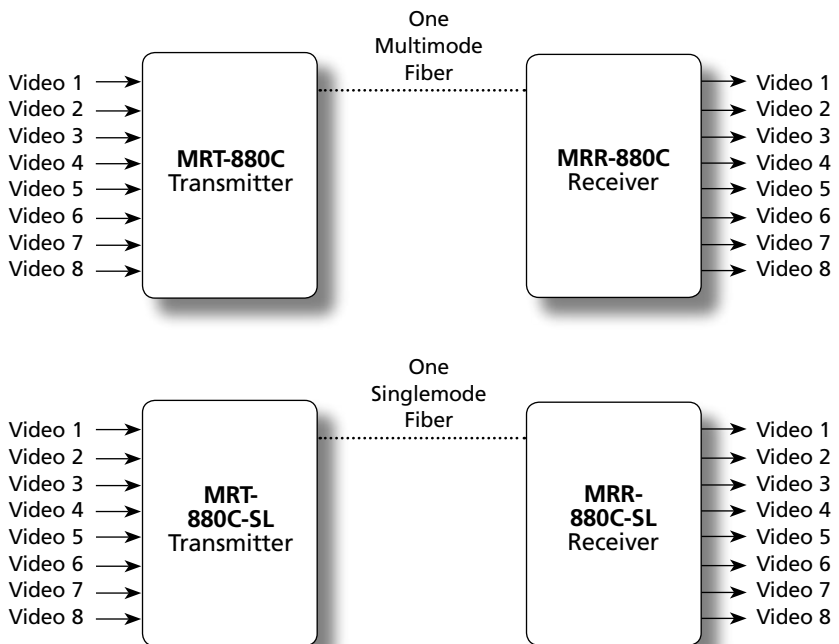 One
Multimode
Fiber
Video 1
Video 2
Video 3
Video 4
Video 5
Video 6
Video 7
Video 8
MRT-880C
Transmitter
MRR-880C
Receiver
Video 1
Video 2
Video 3
Video 4
Video 5
Video 6
Video 7
Video 8
One
Singlemode
Fiber
Video 1
Video 2
Video 3
Video 4
Video 5
Video 6
Video 7
Video 8
MRT-
880C-SL
Transmitter
MRR-
880C-SL
Receiver
Video 1
Video 2
Video 3
Video 4
Video 5
Video 6
Video 7
Video 8